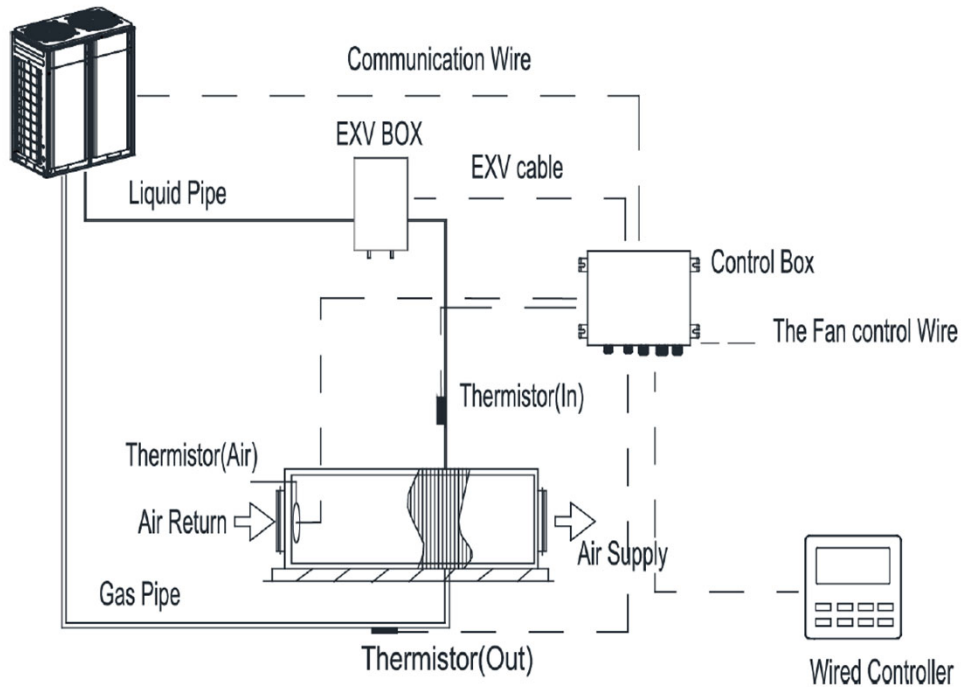 Communication Wire
EXV BOX
EXV cable
Liquid Pipe
Control Box
The Fan control Wire
Thermistor(In)
Thermistor(Air)
Air Return
Air Supply
Gas Pipe
Thermistor(Out)
Wired Controller